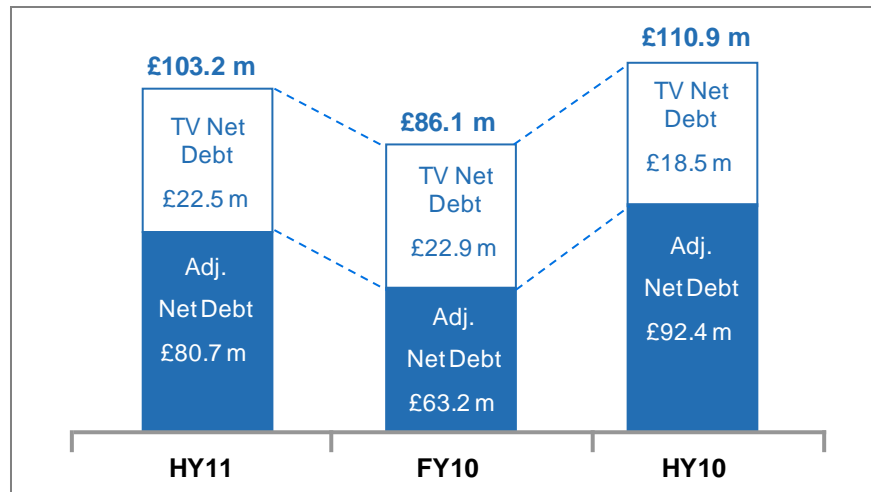 £103.2 m
TV Net
Debt
£22.5 m
Adj.
Net Debt
£80.7 m
HY11
£86.1 m
TV Net
Debt
£22.9 m
Adj.
Net Debt
£63.2 m
FY10
£110.9 m
TV Net
Debt
£18.5 m
Adj.
Net Debt
£92.4 m
HY10